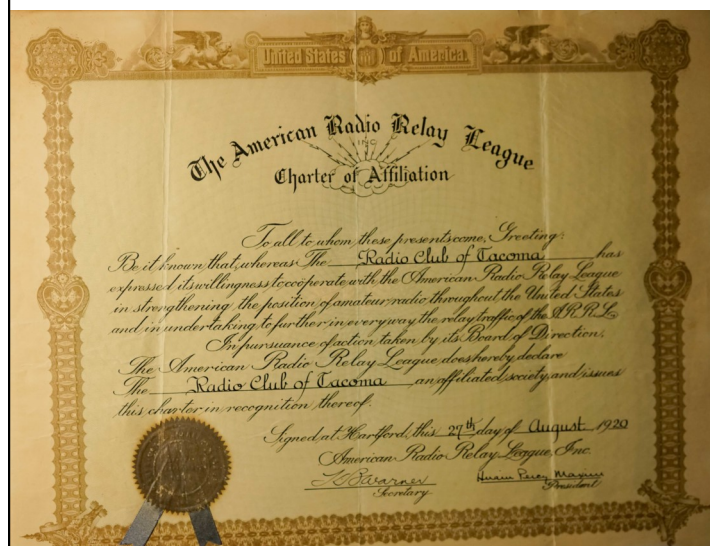 United States of America.
The American Radio Relay League
INC.
Charter of Affiliation
To all to whom these presents come, Greeting:
Be it known that, whereas The Radio Club of Tacoma has
expressed its willingness to coöperate with the American Radio Relay League
in strengthening the position of amateur radio throughout the United States
and in undertaking to further in every way the relay traffic of the A.R.R.L.
In pursuance of action taken by its Board of Direction,
The American Radio Relay League does hereby declare
The Radio Club of Tacoma an affiliated society, and issues
this charter in recognition thereof.
Signed at Hartford, this 27th day of August 1920
American Radio Relay League, Inc.
Hiram Percy Maxim
Secretary
President